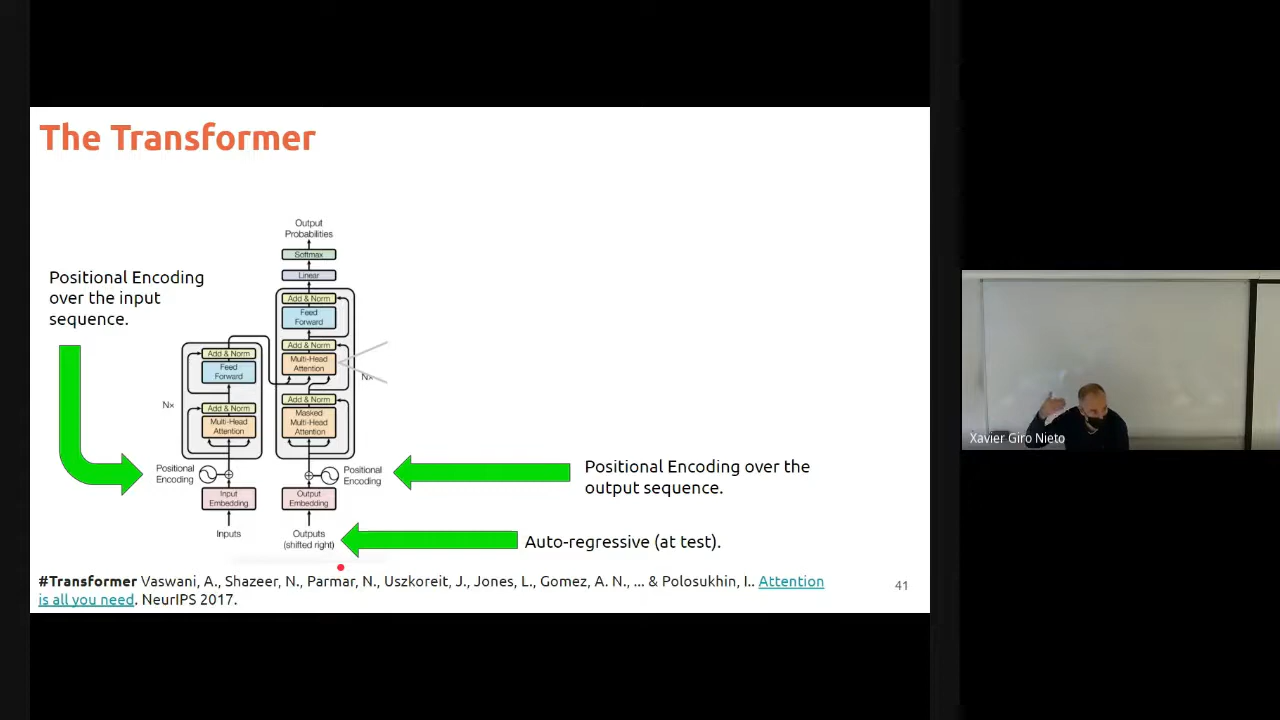 The Transformer
Output
Probabilities
Softmax
Linear
Add & Norm
Feed
Forward
Add & Norm
Multi-Head
Attention
Nx
Add & Norm
Masked
Multi-Head
Attention
Positional Encoding
over the input
sequence.
Add & Norm
Feed
Forward
Nx
Add & Norm
Multi-Head
Attention
Positional
Encoding
Positional
Encoding
Input
Embedding
Output
Embedding
Inputs
Outputs
(shifted right)
Positional Encoding over the
output sequence.
Auto-regressive (at test).
#Transformer Vaswani, A., Shazeer, N., Parmar, N., Uszkoreit, J., Jones, L., Gomez, A. N., ... & Polosukhin, I.. Attention
is all you need. NeurIPS 2017.
41
Xavier Giro Nieto